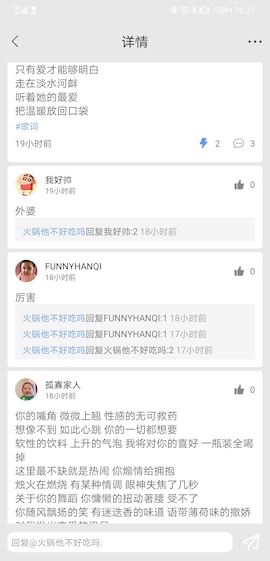 16:21
详情
只有爱才能够明白
走在淡水河衅
听着她的最爱
把温暖放回口袋
#歌词
19小时前
2
3
我好帅
19小时前
0
外婆
火锅他不好吃吗回复我好帅:2 18小时前
FUNNYHANQI
18小时前
0
厉害
火锅他不好吃吗回复FUNNYHANQI:1 18小时前
火锅他不好吃吗回复FUNNYHANQI:1 17小时前
火锅他不好吃吗回复火锅他不好吃吗:2 17小时前
孤寡家人
18小时前
0
你的嘴角 微微上翘 性感的无可救药
想像不到 如此心跳 你的一切都想要
软性的饮料 上升的气泡 我将对你的喜好 一瓶装全喝
掉
这里最不缺就是热闹 你煽情给拥抱
烛火在燃烧 有某种情调 眼神失焦了几秒
关于你的舞蹈 你慵懒的扭动著腰 受不了
你随风飘扬的笑 有迷迭香的味道 语带薄荷味的撒娇
回复@火锅他不好吃吗: